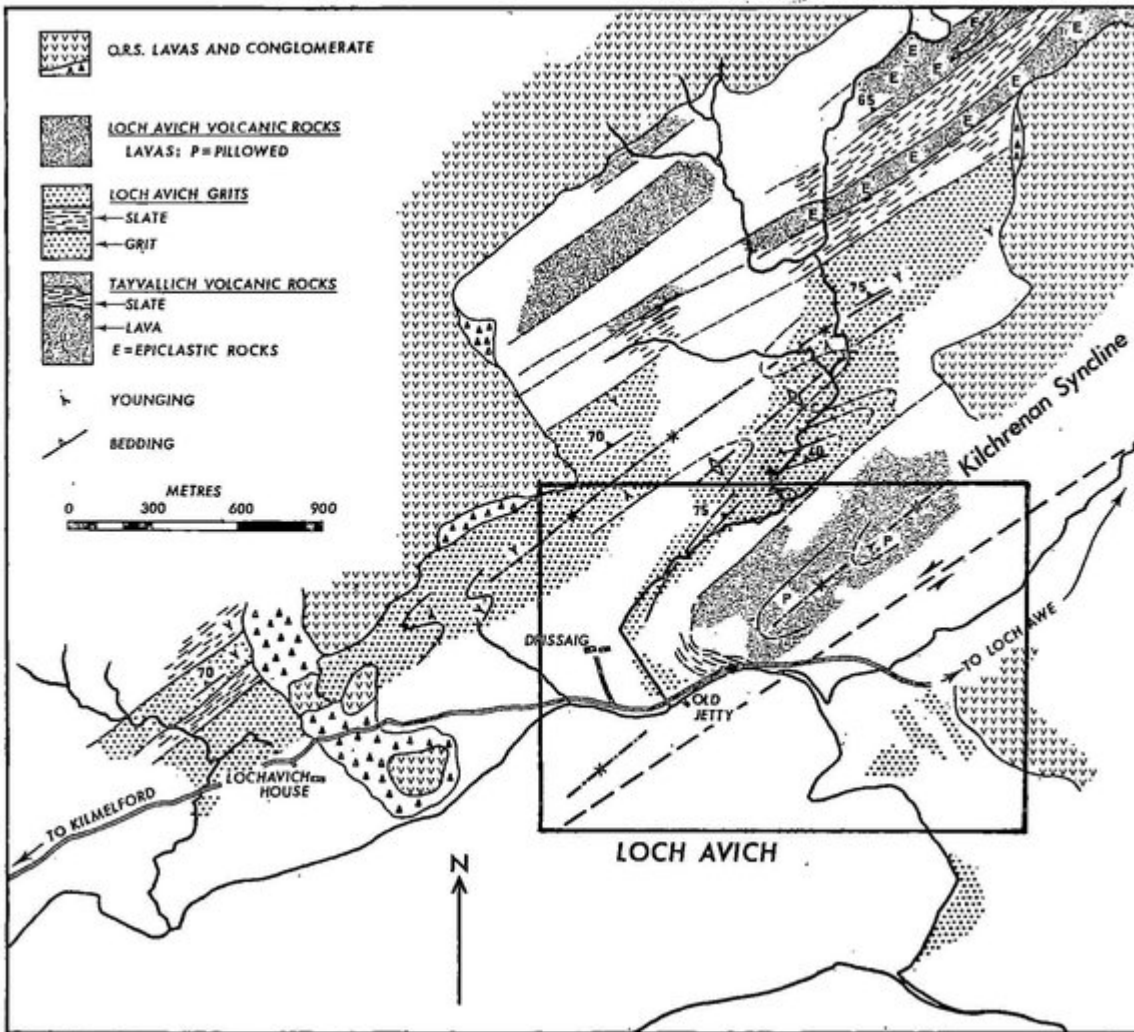 O.R.S. LAVAS AND CONGLOMERATE
LOCH AVICH VOLCANIC ROCKS
LAVAS: P=PILLOWED
LOCH AVICH GRITS
SLATE
GRIT
TAYVALLICH VOLCANIC ROCKS
SLATE
LAVA
E=EPICLASTIC ROCKS
YOUNGING
BEDDING
METRES
0 300 600 900
E
E
E
E
E
65
E
E
E
E
E
75
70
60
75
Kilchrenan Syncline
P
P
DRISSAIG
OLD
JETTY
TO LOCH AWE
70
LOCHAVICH
HOUSE
TO KILMELFORD
LOCH AVICH
N